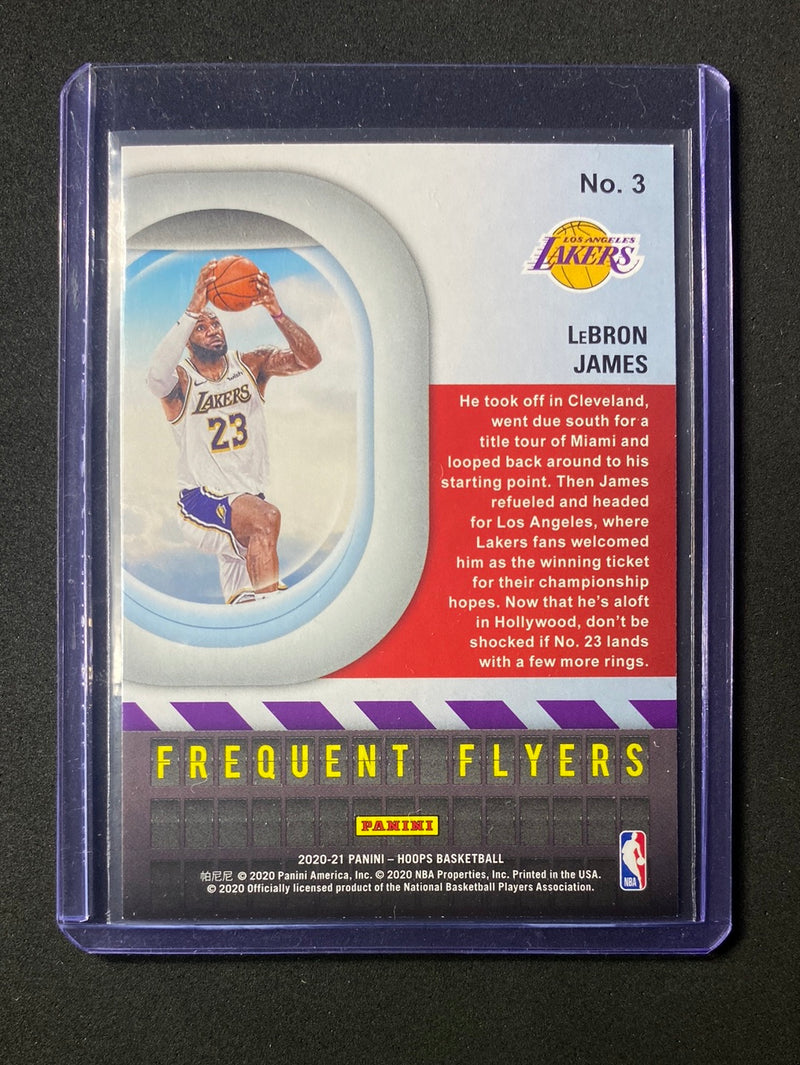 No. 3
LOS ANGELES
LAKERS
LeBRON
JAMES
wish
LAKERS
23
He took off in Cleveland,
went due south for a
title tour of Miami and
looped back around to his
starting point. Then James
refueled and headed
for Los Angeles, where
Lakers fans welcomed
him as the winning ticket
for their championship
hopes. Now that he's aloft
in Hollywood, don't be
shocked if No. 23 lands
with a few more rings.
FREQUENT FLYERS
PANINI
2020-21 PANINI – HOOPS BASKETBALL
帕尼尼 © 2020 Panini America, Inc. © 2020 NBA Properties, Inc. Printed in the USA.
© 2020 Officially licensed product of the National Basketball Players Association.
NBA